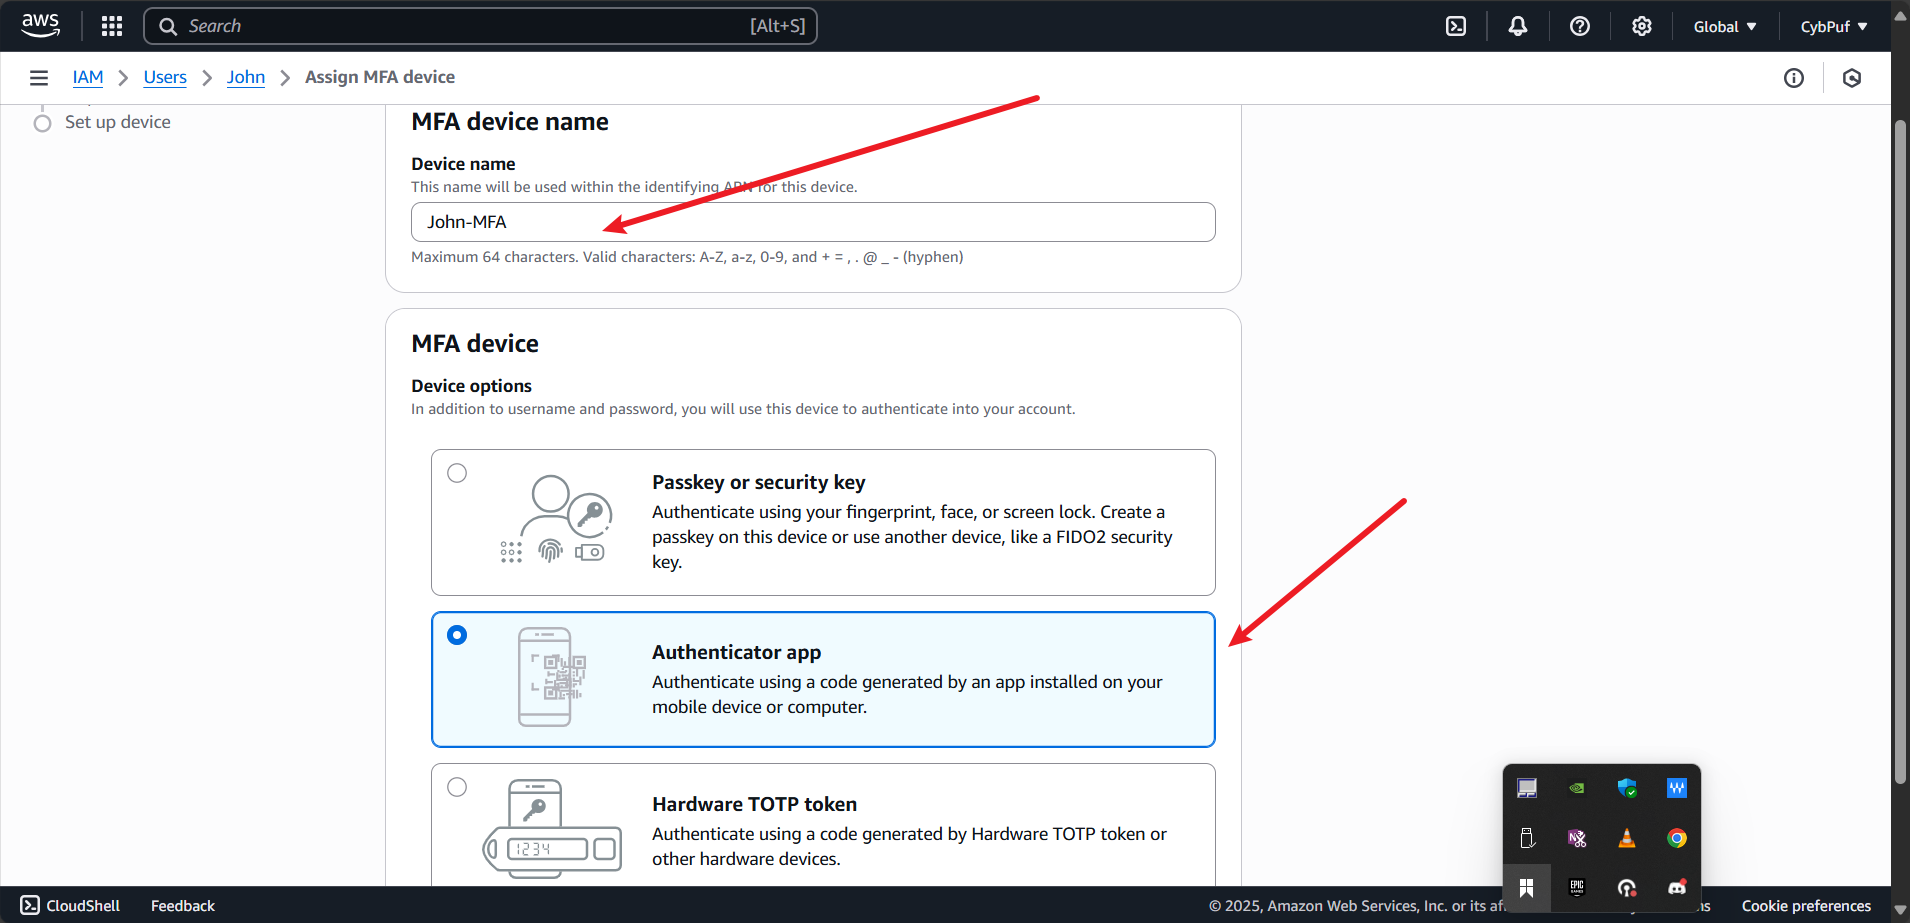 aws
Search
[Alt+S]
Global
CybPuf
IAM
Users
John
Assign MFA device
Set up device
MFA device name
Device name
This name will be used within the identifying ARN for this device.
John-MFA
Maximum 64 characters. Valid characters: A-Z, a-z, 0-9, and + = , . @ _ - (hyphen)
MFA device
Device options
In addition to username and password, you will use this device to authenticate into your account.
Passkey or security key
Authenticate using your fingerprint, face, or screen lock. Create a
passkey on this device or use another device, like a FIDO2 security
key.
Authenticator app
Authenticate using a code generated by an app installed on your
mobile device or computer.
1234
Hardware TOTP token
Authenticate using a code generated by Hardware TOTP token or
other hardware devices.
EPIC
GAMES
CloudShell
Feedback
© 2025, Amazon Web Services, Inc. or its
Cookie preferences